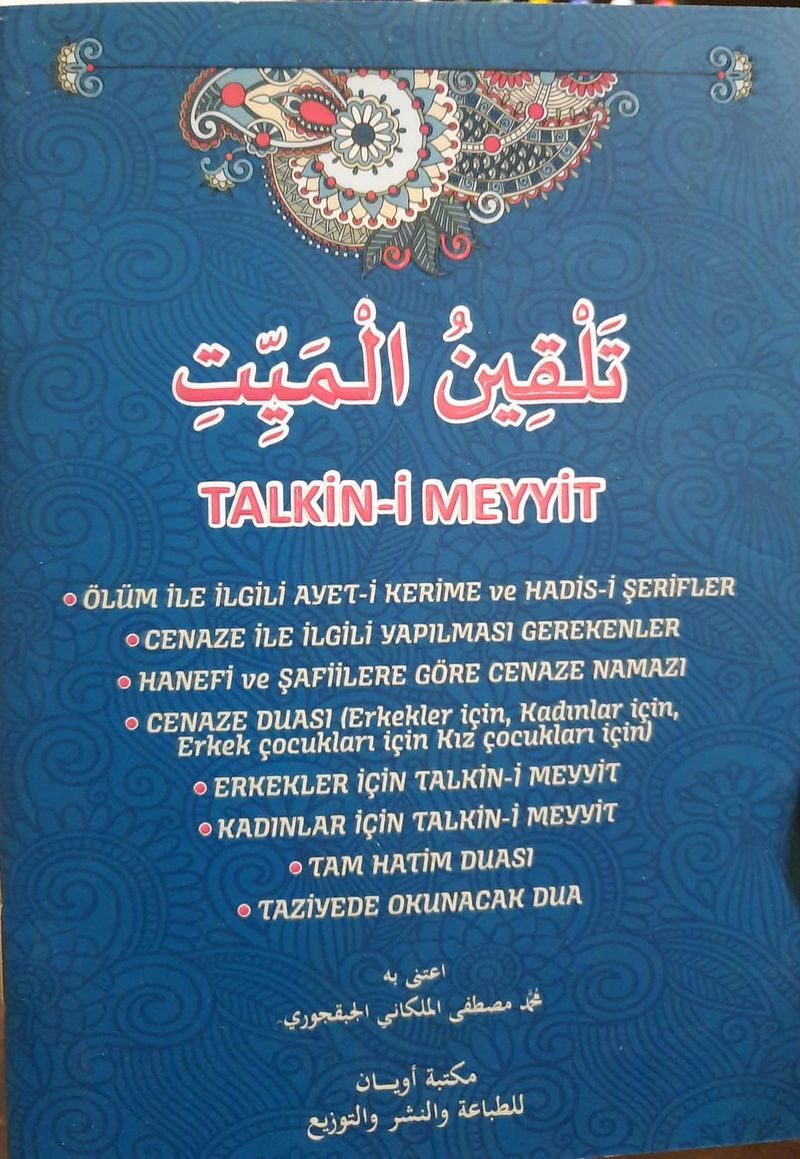 تَلْقِينُ الْمَيِّتِ
TALKİN-İ MEYYİT
• ÖLÜM İLE İLGİLİ AYET-İ KERİME ve HADİS-İ ŞERİFLER
• CENAZE İLE İLGİLİ YAPILMASI GEREKENLER
• HANEFİ ve ŞAFİİLERE GÖRE CENAZE NAMAZI
• CENAZE DUASI (Erkekler için, Kadınlar için,
Erkek çocukları için Kız çocukları için)
• ERKEKLER İÇİN TALKİN-İ MEYYİT
• KADINLAR İÇİN TALKİN-İ MEYYİT
• TAM HATİM DUASI
• TAZİYEDE OKUNACAK DUA
اعتنى به
محمَّد مصطفى الملكاني الجبقجوري
مكتبة أويــان
للطباعة والنشر والتوزيع